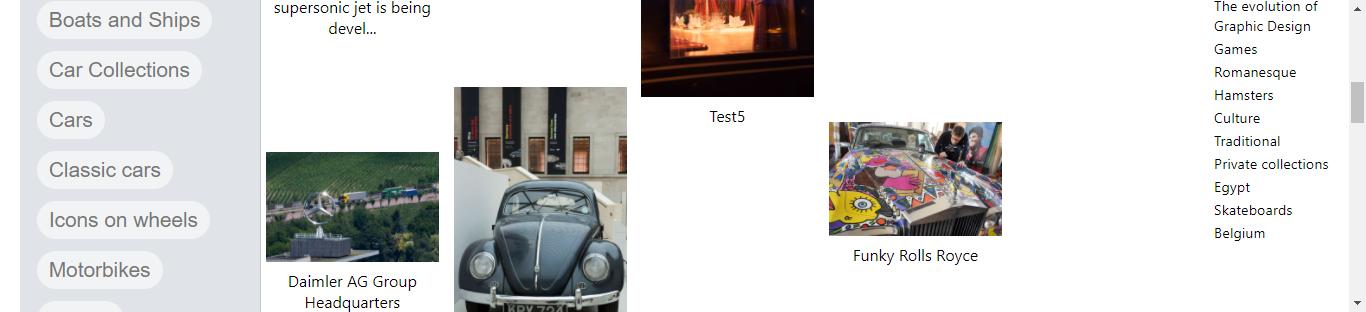 Boats and Ships
Car Collections
Cars
Classic cars
Icons on wheels
Motorbikes
supersonic jet is being
devel...
Daimler AG Group
Headquarters
Test5
Funky Rolls Royce
The evolution of
Graphic Design
Games
Romanesque
Hamsters
Culture
Traditional
Private collections
Egypt
Skateboards
Belgium